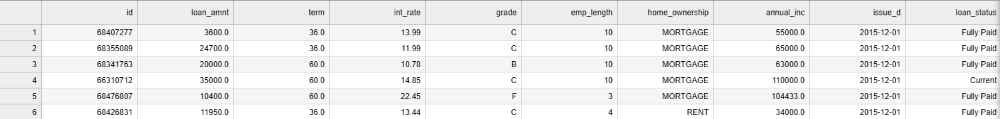 id loan_amnt term int_rate grade emp_length home_ownership annual_inc issue_d loan_status
1 68407277 3600.0 36.0 13.99 C 10 MORTGAGE 55000.0 2015-12-01 Fully Paid
2 68355089 24700.0 36.0 11.99 C 10 MORTGAGE 65000.0 2015-12-01 Fully Paid
3 68341763 20000.0 60.0 10.78 B 10 MORTGAGE 63000.0 2015-12-01 Fully Paid
4 66310712 35000.0 60.0 14.85 C 10 MORTGAGE 110000.0 2015-12-01 Current
5 68476807 10400.0 60.0 22.45 F 3 MORTGAGE 104433.0 2015-12-01 Fully Paid
6 68426831 11950.0 36.0 13.44 C 4 RENT 34000.0 2015-12-01 Fully Paid